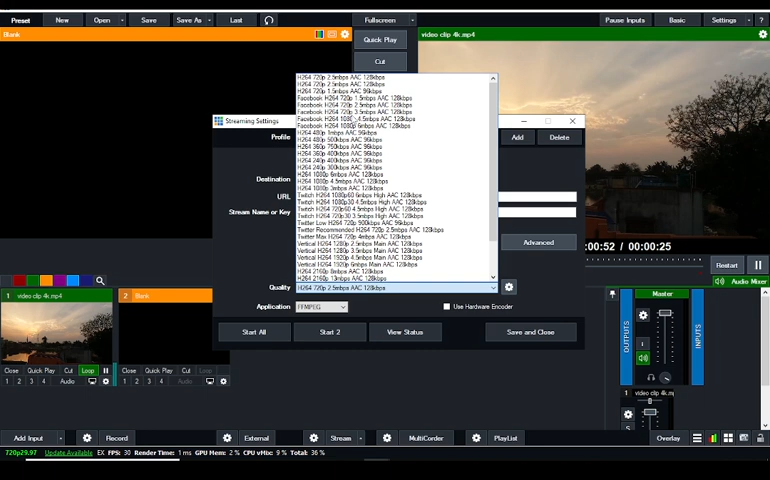 Preset
New
Open
Save
Save As
Last
Fullscreen
Pause Inputs
Basic
Settings
?
Blank
Quick Play
Cut
video clip 4k.mp4
H264 720p 2.5mbps AAC 128kbps
H264 720p 2.5mbps AAC 128kbps
H264 720p 1.5mbps AAC 96kbps
Facebook H264 720p 1.5mbps AAC 128kbps
Facebook H264 720p 2.5mbps AAC 128kbps
Facebook H264 720p 3.5mbps AAC 128kbps
Facebook H264 1080p 4.5mbps AAC 128kbps
Facebook H264 1080p 6mbps AAC 128kbps
H264 480p 1mbps AAC 96kbps
H264 480p 500kbps AAC 96kbps
H264 360p 750kbps AAC 96kbps
H264 360p 400kbps AAC 96kbps
H264 240p 400kbps AAC 96kbps
H264 240p 300kbps AAC 96kbps
H264 1080p 6mbps AAC 128kbps
H264 1080p 4.5mbps AAC 128kbps
H264 1080p 3mbps AAC 128kbps
Twitch H264 1080p60 6mbps High AAC 128kbps
Twitch H264 1080p30 4.5mbps High AAC 128kbps
Twitch H264 720p60 4.5mbps High AAC 128kbps
Twitch H264 720p30 3.5mbps High AAC 128kbps
Twitter Low H264 720p 900kbps AAC 96kbps
Twitter Recommended H264 720p 2.5mbps AAC 128kbps
Twitter Max H264 720p 4mbps AAC 128kbps
Vertical H264 1280p 2.5mbps Main AAC 128kbps
Vertical H264 1280p 3.5mbps Main AAC 128kbps
Vertical H264 1920p 4.5mbps Main AAC 128kbps
Vertical H264 1920p 6mbps Main AAC 128kbps
H264 2160p 8mbps AAC 128kbps
H264 2160p 13mbps AAC 128kbps
Streaming Settings
Profile
Add
Delete
Destination
URL
Stream Name or Key
Advanced
Quality
H264 720p 2.5mbps AAC 128kbps
Application
FFMPEG
Use Hardware Encoder
Start All
Start 2
View Status
Save and Close
:00:52 / 00:00:25
Restart
Audio Mixer
1 video clip 4k.mp4
2 Blank
Close Quick Play Cut Loop
1 2 3 4 Audio
Close Quick Play Cut Loop
1 2 3 4 Audio
OUTPUTS
Master
1
INPUTS
1 video clip 4k.mp4
S
Add Input
Record
External
Stream
MultiCorder
PlayList
Overlay
720p29.97 Update Available EX FPS: 30 Render Time: 1 ms GPU Mem: 2 % CPU vMix: 9 % Total: 36 %